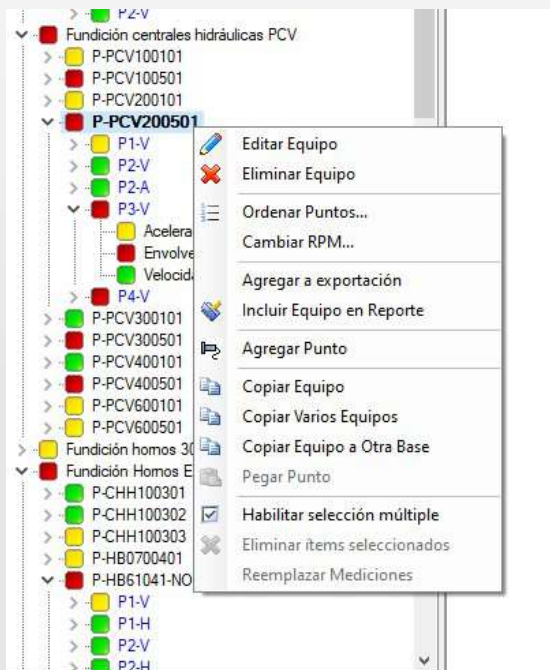 P2-V
Fundición centrales hidráulicas PCV
P-PCV100101
P-PCV100501
P-PCV200101
P-PCV200501
P1-V
P2-V
P2-A
P3-V
Acelera
Envolve
Velocid
P4-V
P-PCV300101
P-PCV300501
P-PCV400101
P-PCV400501
P-PCV600101
P-PCV600501
Fundición hornos 30
Fundición Hornos E
P-CHH100301
P-CHH100302
P-CHH100303
P-HB0700401
P-HB61041-NO
P1-V
P1-H
P2-V
P2-H
Editar Equipo
Eliminar Equipo
Ordenar Puntos...
Cambiar RPM...
Agregar a exportación
Incluir Equipo en Reporte
Agregar Punto
Copiar Equipo
Copiar Varios Equipos
Copiar Equipo a Otra Base
Pegar Punto
Habilitar selección múltiple
Eliminar ítems seleccionados
Reemplazar Mediciones